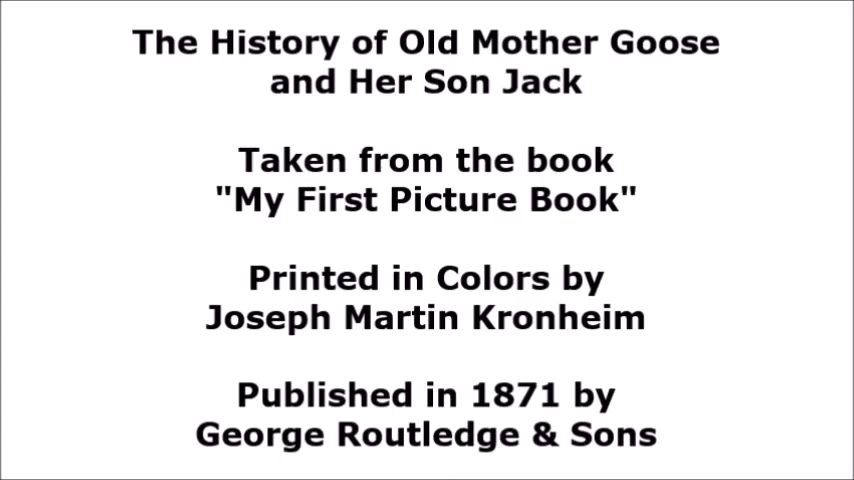 The History of Old Mother Goose
and Her Son Jack
Taken from the book
"My First Picture Book"
Printed in Colors by
Joseph Martin Kronheim
Published in 1871 by
George Routledge & Sons